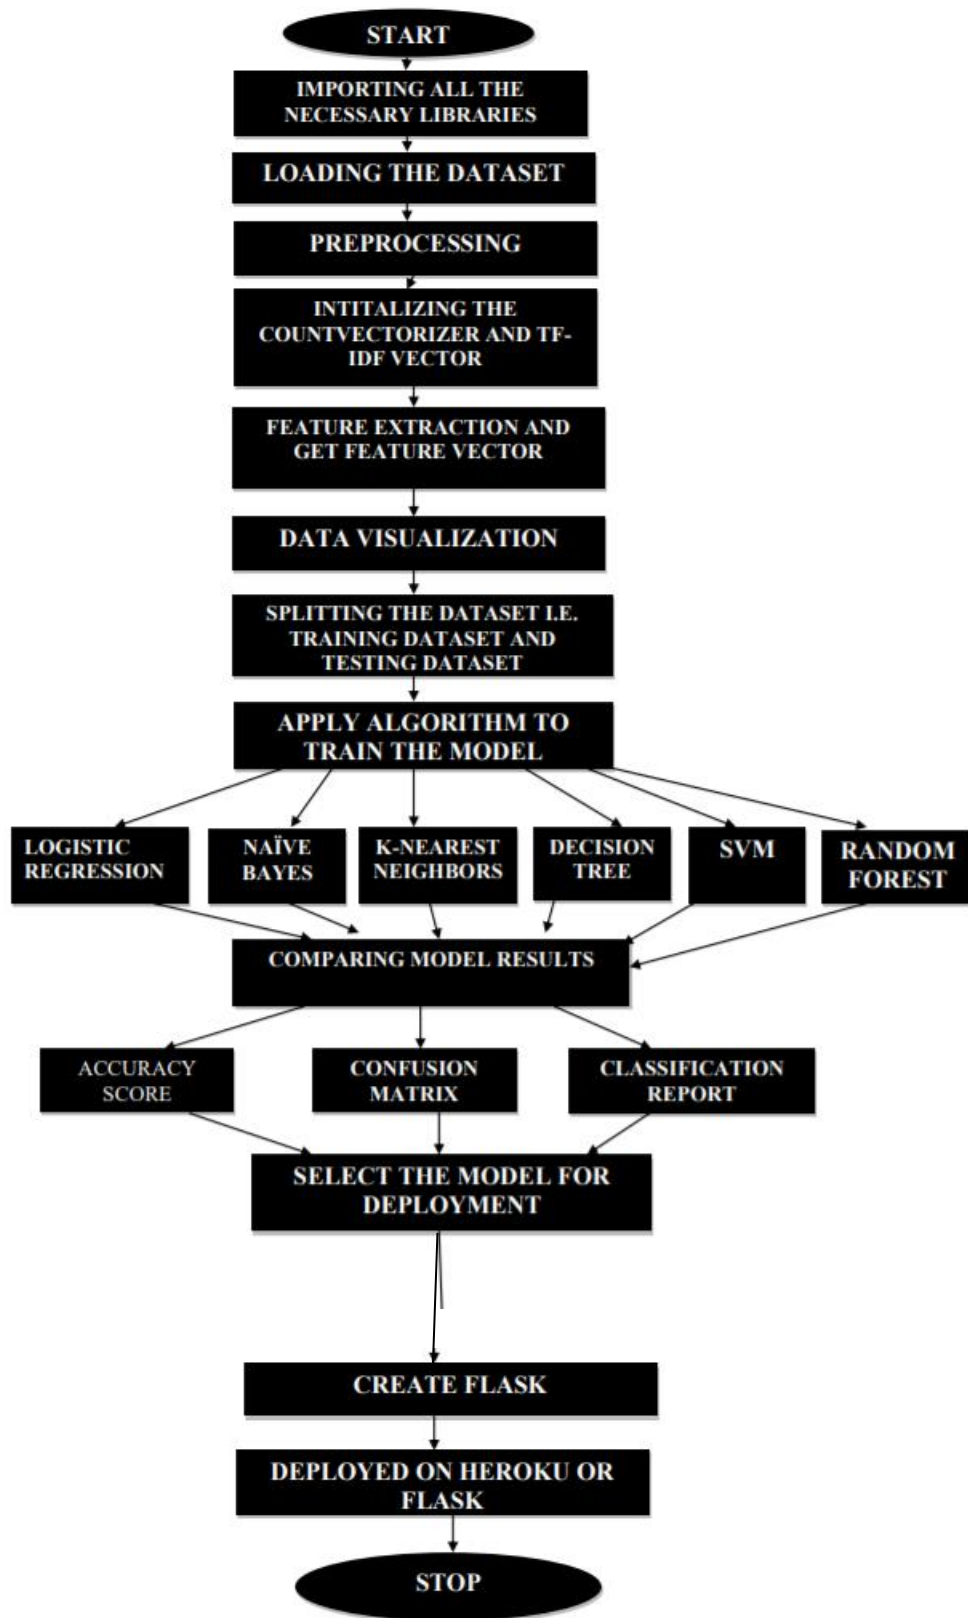 START
IMPORTING ALL THE
NECESSARY LIBRARIES
LOADING THE DATASET
PREPROCESSING
INTITALIZING THE
COUNTVECTORIZER AND TF-
IDF VECTOR
FEATURE EXTRACTION AND
GET FEATURE VECTOR
DATA VISUALIZATION
SPLITTING THE DATASET I.E.
TRAINING DATASET AND
TESTING DATASET
APPLY ALGORITHM TO
TRAIN THE MODEL
LOGISTIC
REGRESSION
NAÏVE
BAYES
K-NEAREST
NEIGHBORS
DECISION
TREE
SVM
RANDOM
FOREST
COMPARING MODEL RESULTS
ACCURACY
SCORE
CONFUSION
MATRIX
CLASSIFICATION
REPORT
SELECT THE MODEL FOR
DEPLOYMENT
CREATE FLASK
DEPLOYED ON HEROKU OR
FLASK
STOP